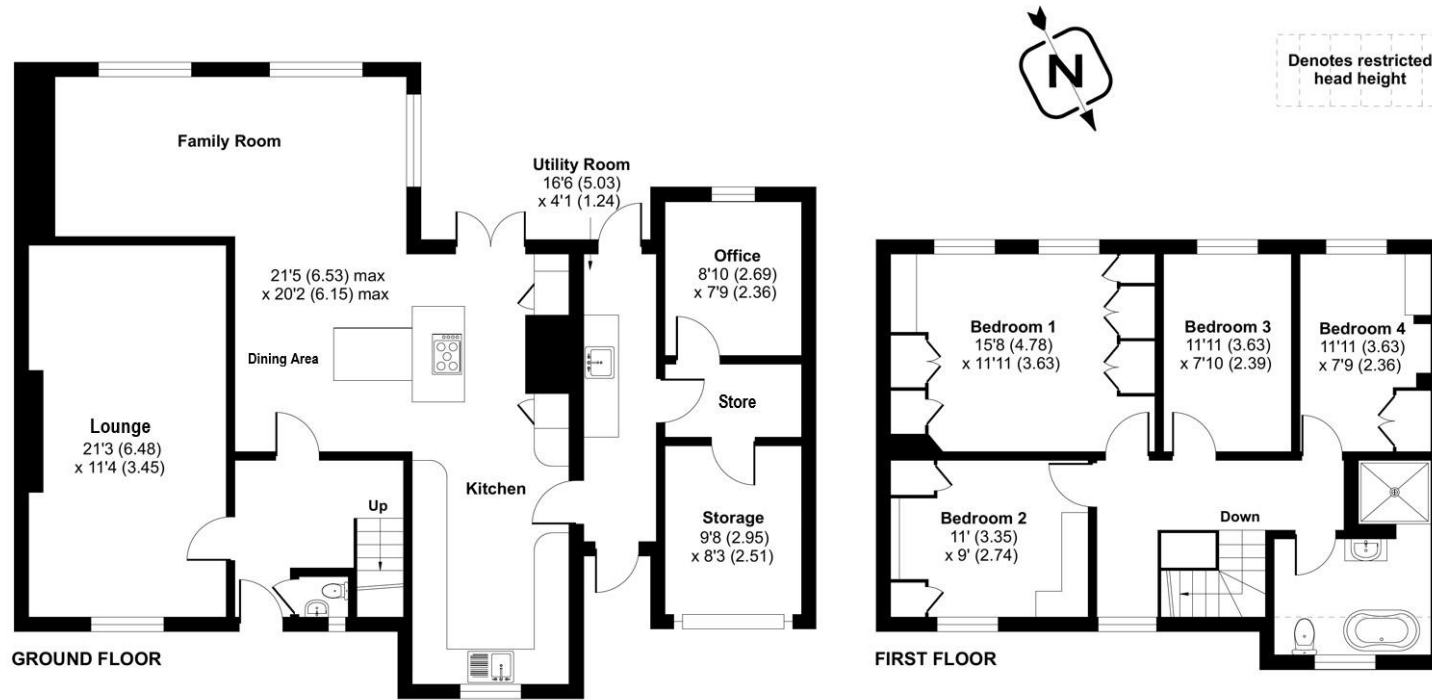 N
Denotes restricted
head height
Family Room
Utility Room
16'6 (5.03)
x 4'1 (1.24)
Office
8'10 (2.69)
x 7'9 (2.36)
21'5 (6.53) max
x 20'2 (6.15) max
Dining Area
Store
Lounge
21'3 (6.48)
x 11'4 (3.45)
Kitchen
Up
Storage
9'8 (2.95)
x 8'3 (2.51)
GROUND FLOOR
Bedroom 1
15'8 (4.78)
x 11'11 (3.63)
Bedroom 3
11'11 (3.63)
x 7'10 (2.39)
Bedroom 4
11'11 (3.63)
x 7'9 (2.36)
Bedroom 2
11' (3.35)
x 9' (2.74)
Down
FIRST FLOOR